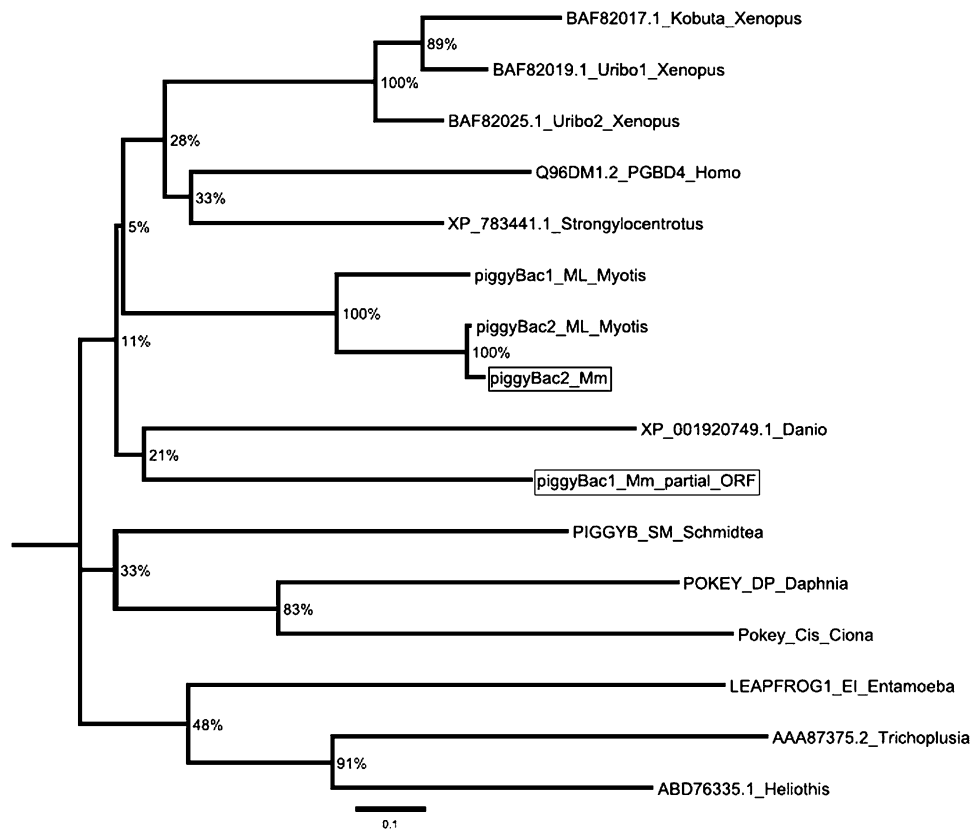 BAF82017.1_Kobuta_Xenopus
89%
BAF82019.1_Uribo1_Xenopus
100%
BAF82025.1_Uribo2_Xenopus
28%
Q96DM1.2_PGBD4_Homo
33%
XP_783441.1_Strongylocentrotus
5%
piggyBac1_ML_Myotis
100%
piggyBac2_ML_Myotis
100%
piggyBac2_Mm
11%
XP_001920749.1_Danio
21%
piggyBac1_Mm_partial_ORF
PIGGYB_SM_Schmidtea
33%
POKEY_DP_Daphnia
83%
Pokey_Cis_Ciona
LEAPFROG1_EI_Entamoeba
48%
AAA87375.2_Trichoplusia
91%
ABD76335.1_Heliothis
0.1